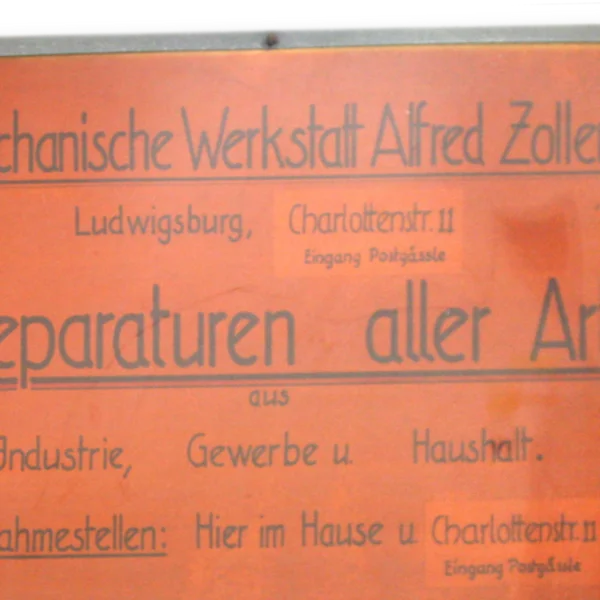 chanische Werkstatt Alfred Zoller
Ludwigsburg, Charlottenstr. 11
Eingang Postgässle
eparaturen aller Ar
aus
Industrie, Gewerbe u. Haushalt.
ahmestellen: Hier im Hause u Charlottenstr. 11
Eingang Postgässle